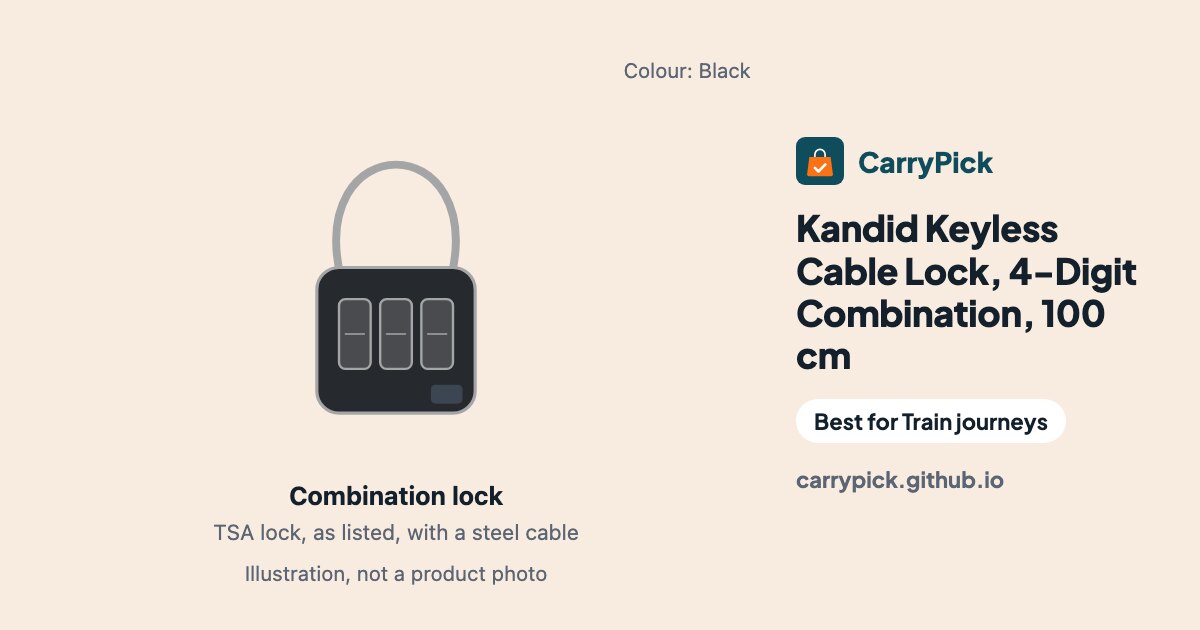 Colour: Black
CarryPick
Kandid Keyless
Cable Lock, 4-Digit
Combination, 100
cm
Best for Train journeys
carrypick.github.io
Combination lock
TSA lock, as listed, with a steel cable
Illustration, not a product photo